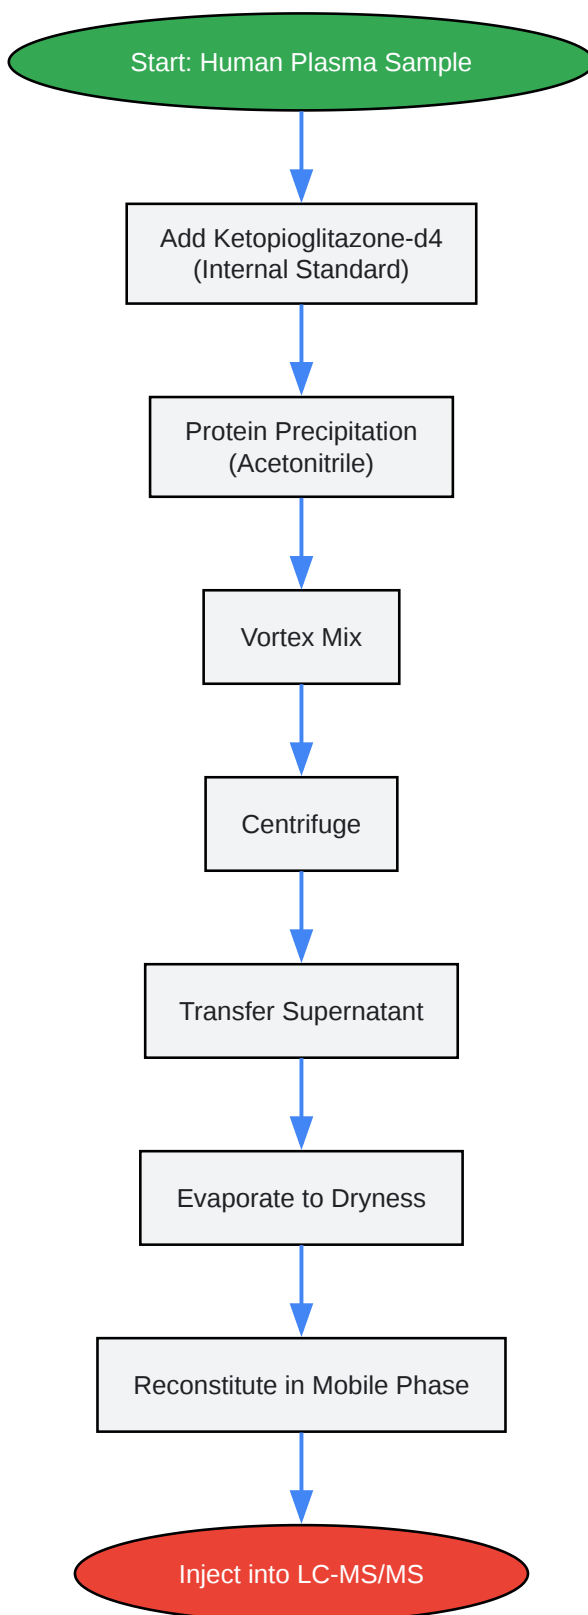 Start: Human Plasma Sample
Add Ketopioglitazone-d4
(Internal Standard)
Protein Precipitation
(Acetonitrile)
Vortex Mix
Centrifuge
Transfer Supernatant
Evaporate to Dryness
Reconstitute in Mobile Phase
Inject into LC-MS/MS